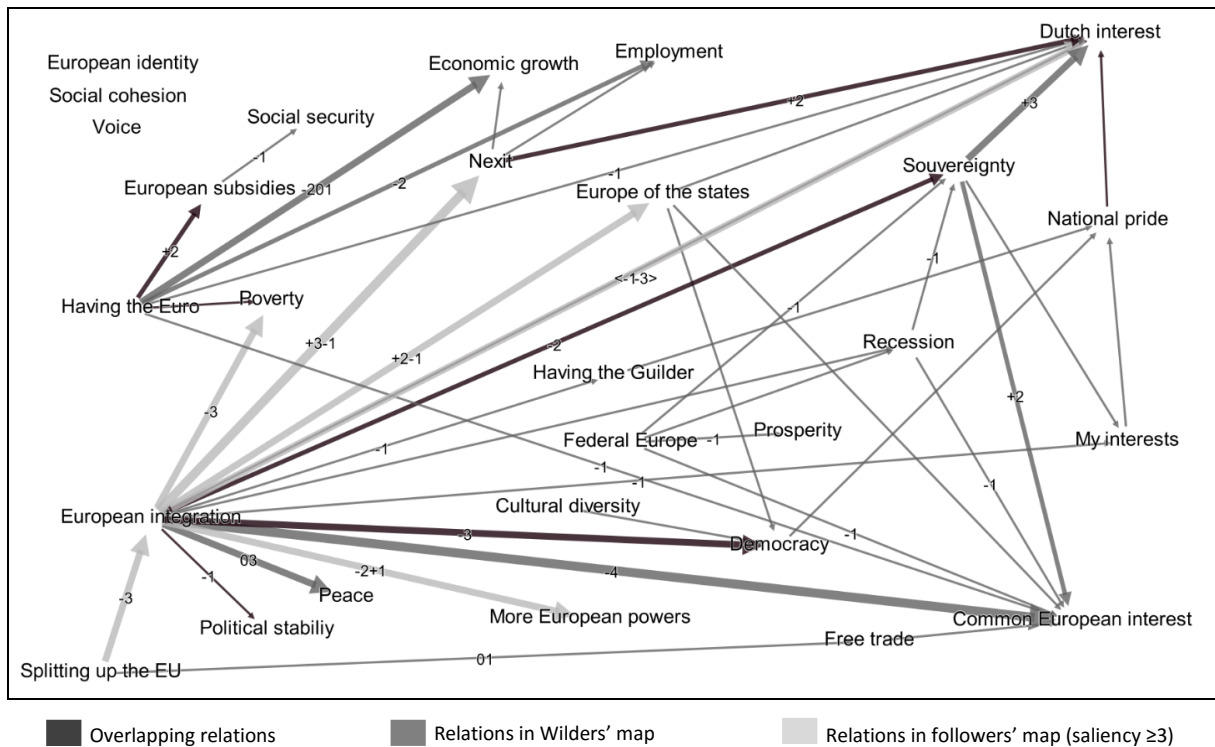 Dutch interest
Employment
Economic growth
European identity
Social cohesion
Voice
Social security
+2
+3
-1
Nexit
Souvereignty
European subsidies
-201
-2
-1
Europe of the states
National pride
+2
-1
<-1-3>
Having the Euro
Poverty
-1
+3-1
-2
Recession
+2-1
Having the Guilder
-3
+2
Federal Europe
-1
Prosperity
My interests
-1
-1
-1
-1
Cultural diversity
European integration
-3
Democracy
-1
03
-4
-1
-2+1
-3
Peace
More European powers
Common European interest
Political stabiliy
Free trade
01
Splitting up the EU
Overlapping relations
Relations in Wilders’ map
Relations in followers’ map (saliency ≥3)